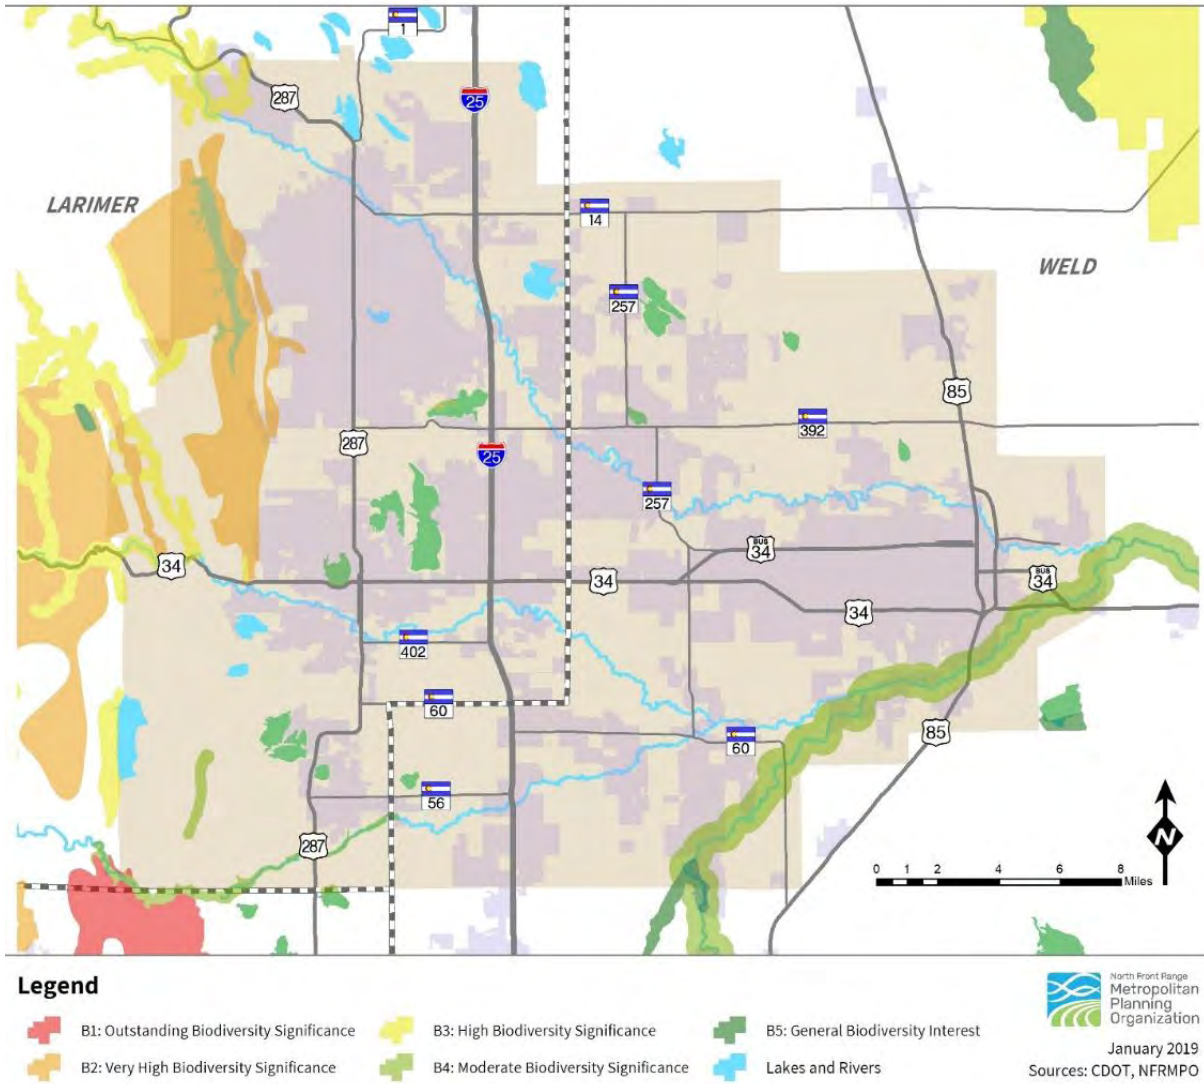 1
287
25
LARIMER
14
WELD
257
85
392
287
25
257
34
BUS
34
34
BUS
34
34
402
60
60
85
56
287
N
0 1 2 4 6 8
Miles
Legend
B1: Outstanding Biodiversity Significance
B3: High Biodiversity Significance
B5: General Biodiversity Interest
B2: Very High Biodiversity Significance
B4: Moderate Biodiversity Significance
Lakes and Rivers
North Front Range
Metropolitan
Planning
Organization
January 2019
Sources: CDOT, NFRMPO